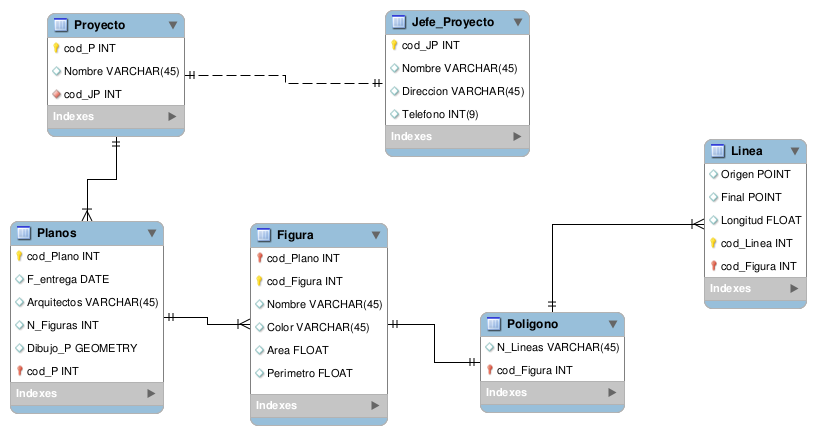 Proyecto
cod_P INT
Nombre VARCHAR(45)
cod_JP INT
Indexes
Jefe_Proyecto
cod_JP INT
Nombre VARCHAR(45)
Direccion VARCHAR(45)
Telefono INT(9)
Indexes
Linea
Origen POINT
Final POINT
Longitud FLOAT
cod_Linea INT
cod_Figura INT
Indexes
Planos
cod_Plano INT
F_entrega DATE
Arquitectos VARCHAR(45)
N_Figuras INT
Dibujo_P GEOMETRY
cod_P INT
Indexes
Figura
cod_Plano INT
cod_Figura INT
Nombre VARCHAR(45)
Color VARCHAR(45)
Area FLOAT
Perimetro FLOAT
Indexes
Poligono
N_Lineas VARCHAR(45)
cod_Figura INT
Indexes